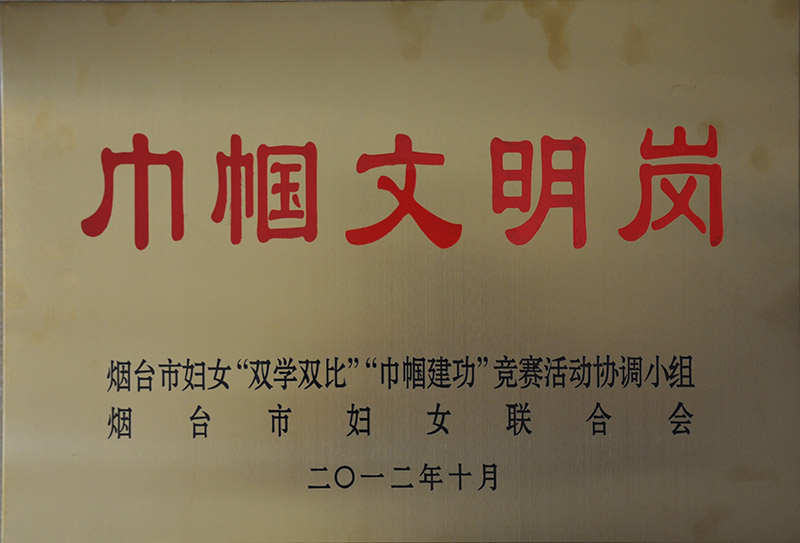 巾帼文明岗
烟台市妇女“双学双比”“巾帼建功”竞赛活动协调小组
烟台市妇女联合会
二〇一二年十月